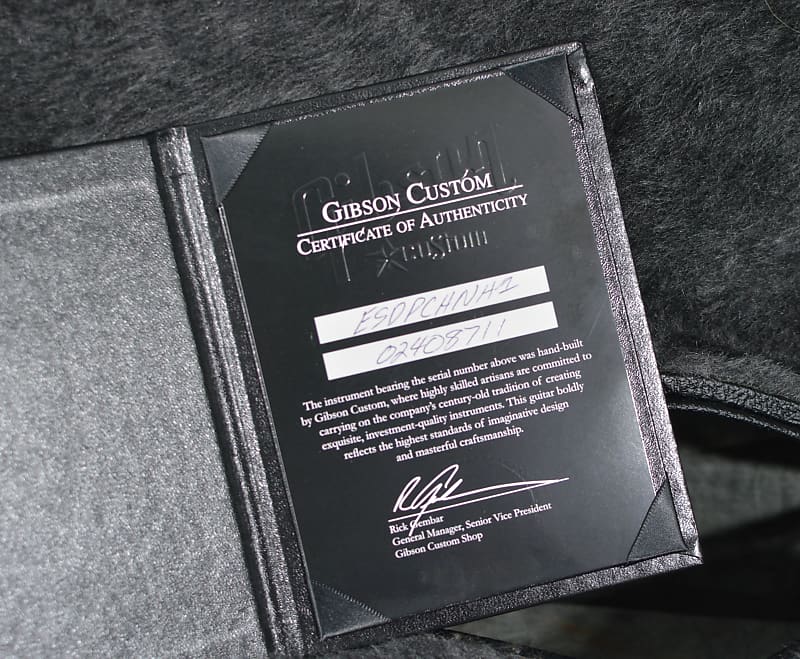 Gibson
custom
GIBSON CUSTOM
CERTIFICATE OF AUTHENTICITY
ESDPCHNH1
02408711
The instrument bearing the serial number above was hand-built
by Gibson Custom, where highly skilled artisans are committed to
carrying on the company's century-old tradition of creating
exquisite, investment-quality instruments. This guitar boldly
reflects the highest standards of imaginative design
and masterful craftsmanship.
Rick Gembar
General Manager, Senior Vice President
Gibson Custom Shop